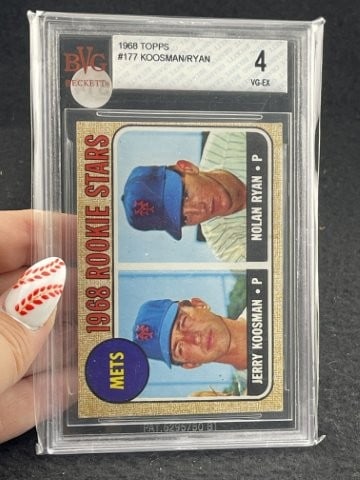 BVG
BECKETT
1968 TOPPS
#177 KOOSMAN/RYAN
4
VG-EX
1968 ROOKIE STARS
METS
JERRY KOOSMAN • P
NOLAN RYAN • P